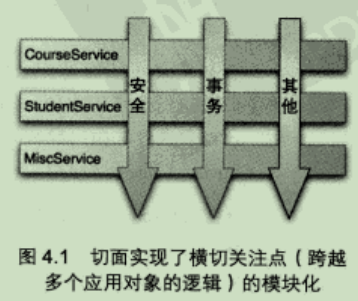 CourseService
StudentService
MiscService
安全
事务
其他
图 4.1 切面实现了横切关注点（跨越
多个应用对象的逻辑）的模块化